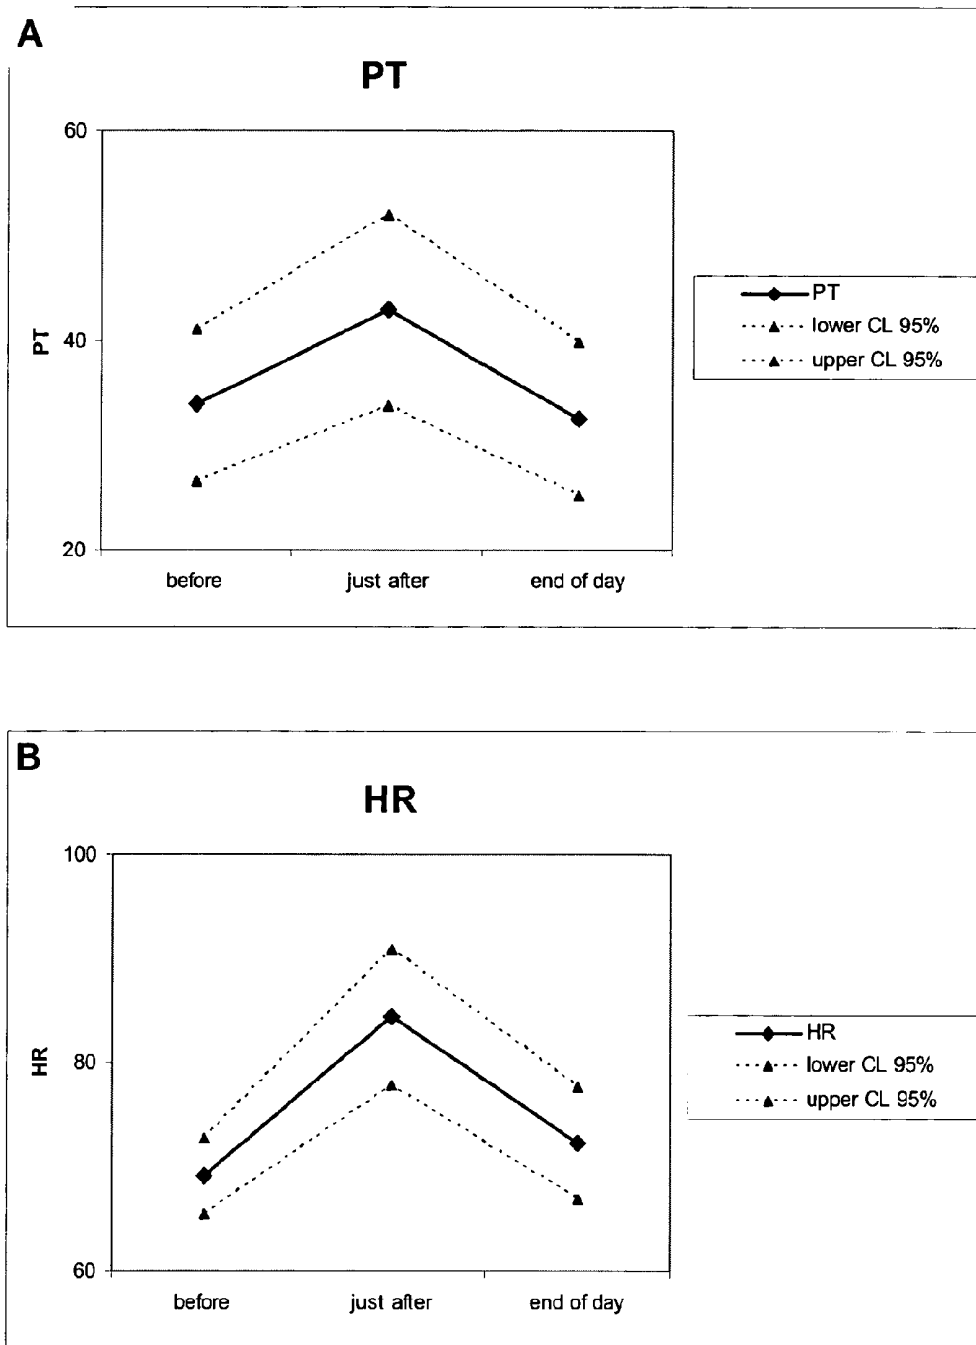 A
PT
60
40
20
PT
before just after end of day
PT
lower CL 95%
upper CL 95%
B
HR
100
80
60
HR
before just after end of day
HR
lower CL 95%
upper CL 95%